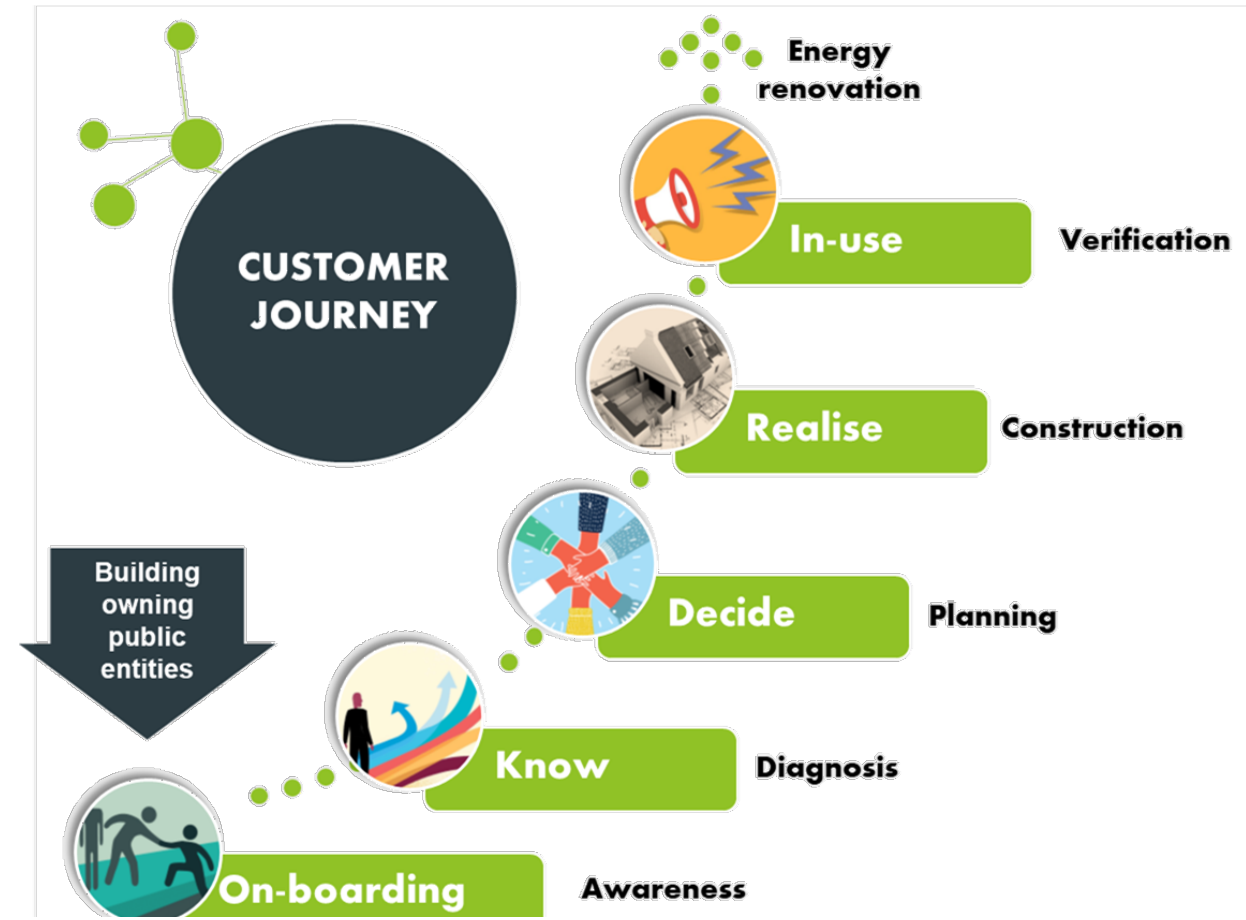 Energy
renovation
CUSTOMER
JOURNEY
In-use
Verification
Realise
Construction
Building
owning
public
entities
Decide
Planning
Know
Diagnosis
On-boarding
Awareness